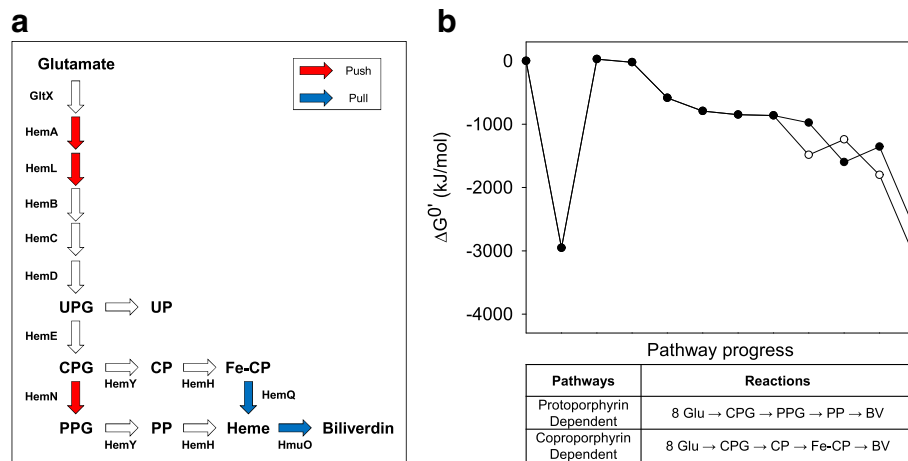 a
Glutamate
GltX
HemA
HemL
HemB
HemC
HemD
UPG
UP
HemE
CPG
CP
Fe-CP
HemY
HemH
HemN
HemQ
PPG
PP
Heme
Biliverdin
HemY
HemH
HmuO
Push
Pull
b
0
-1000
-2000
-3000
-4000
ΔG0' (kJ/mol)
Pathway progress
Pathways
Reactions
Protoporphyrin
Dependent
8 Glu → CPG → PPG → PP → BV
Coproporphyrin
Dependent
8 Glu → CPG → CP → Fe-CP → BV